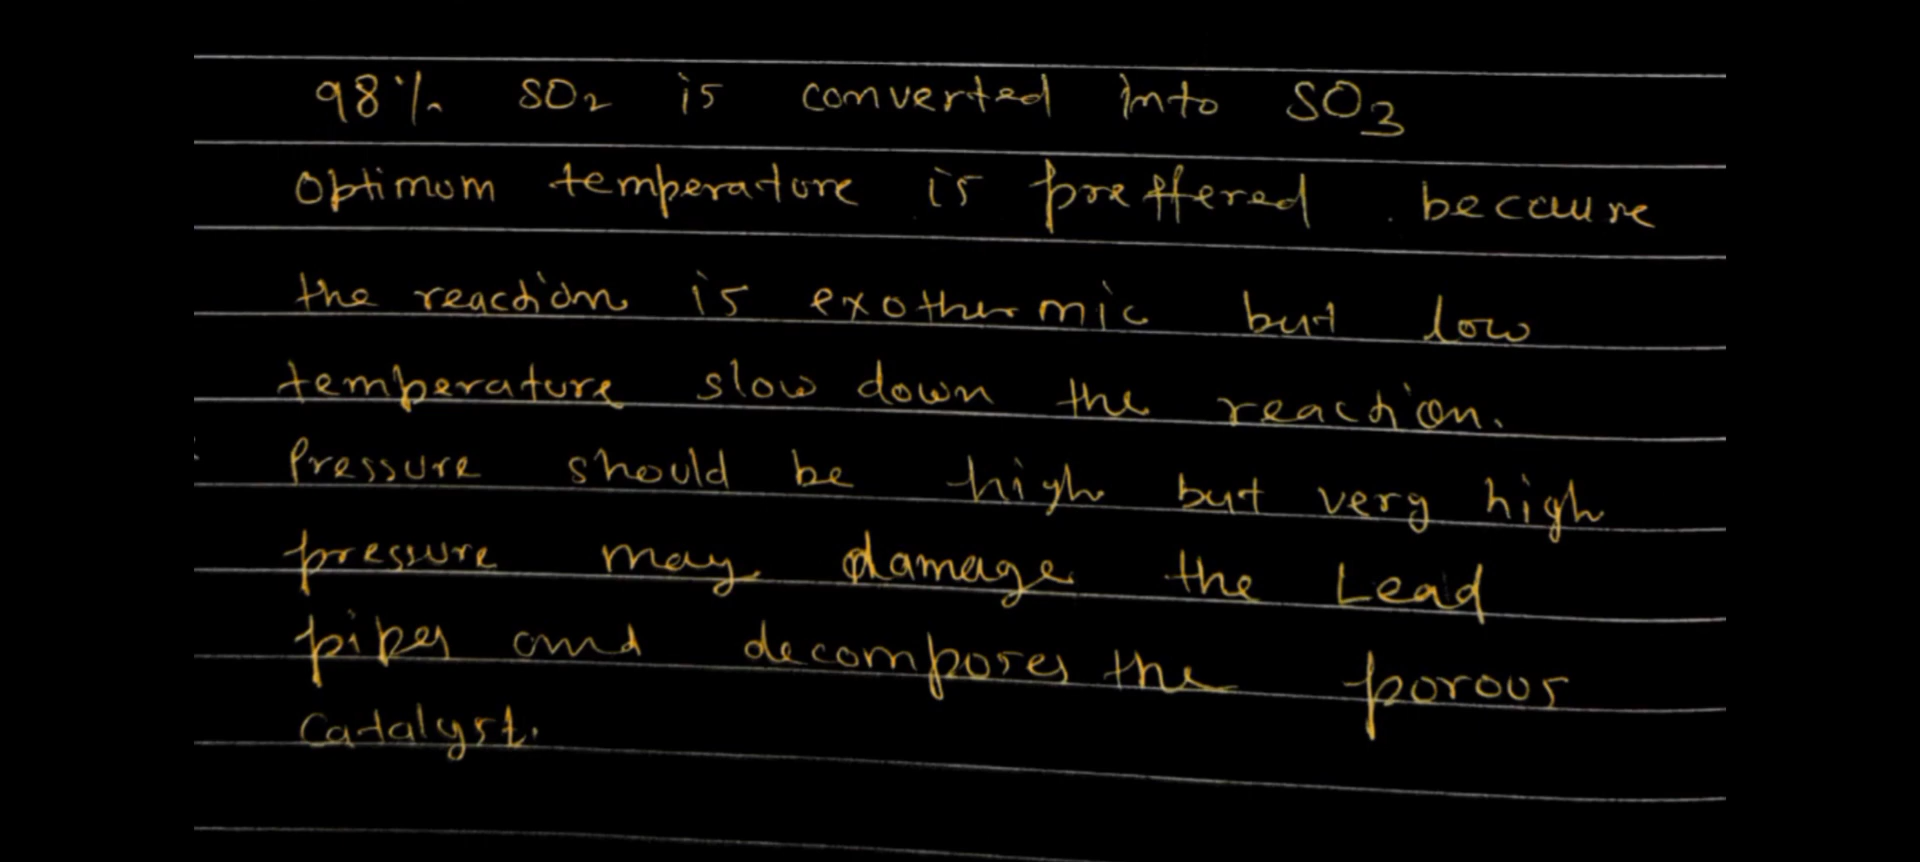 98% SO2 is converted into SO3
Optimum temperature is preffered because
the reaction is exothermic but low
temperature slow down the reaction.
Pressure should be high but very high
pressure may damage the Lead
pipes and decomposes the porous
Catalyst.